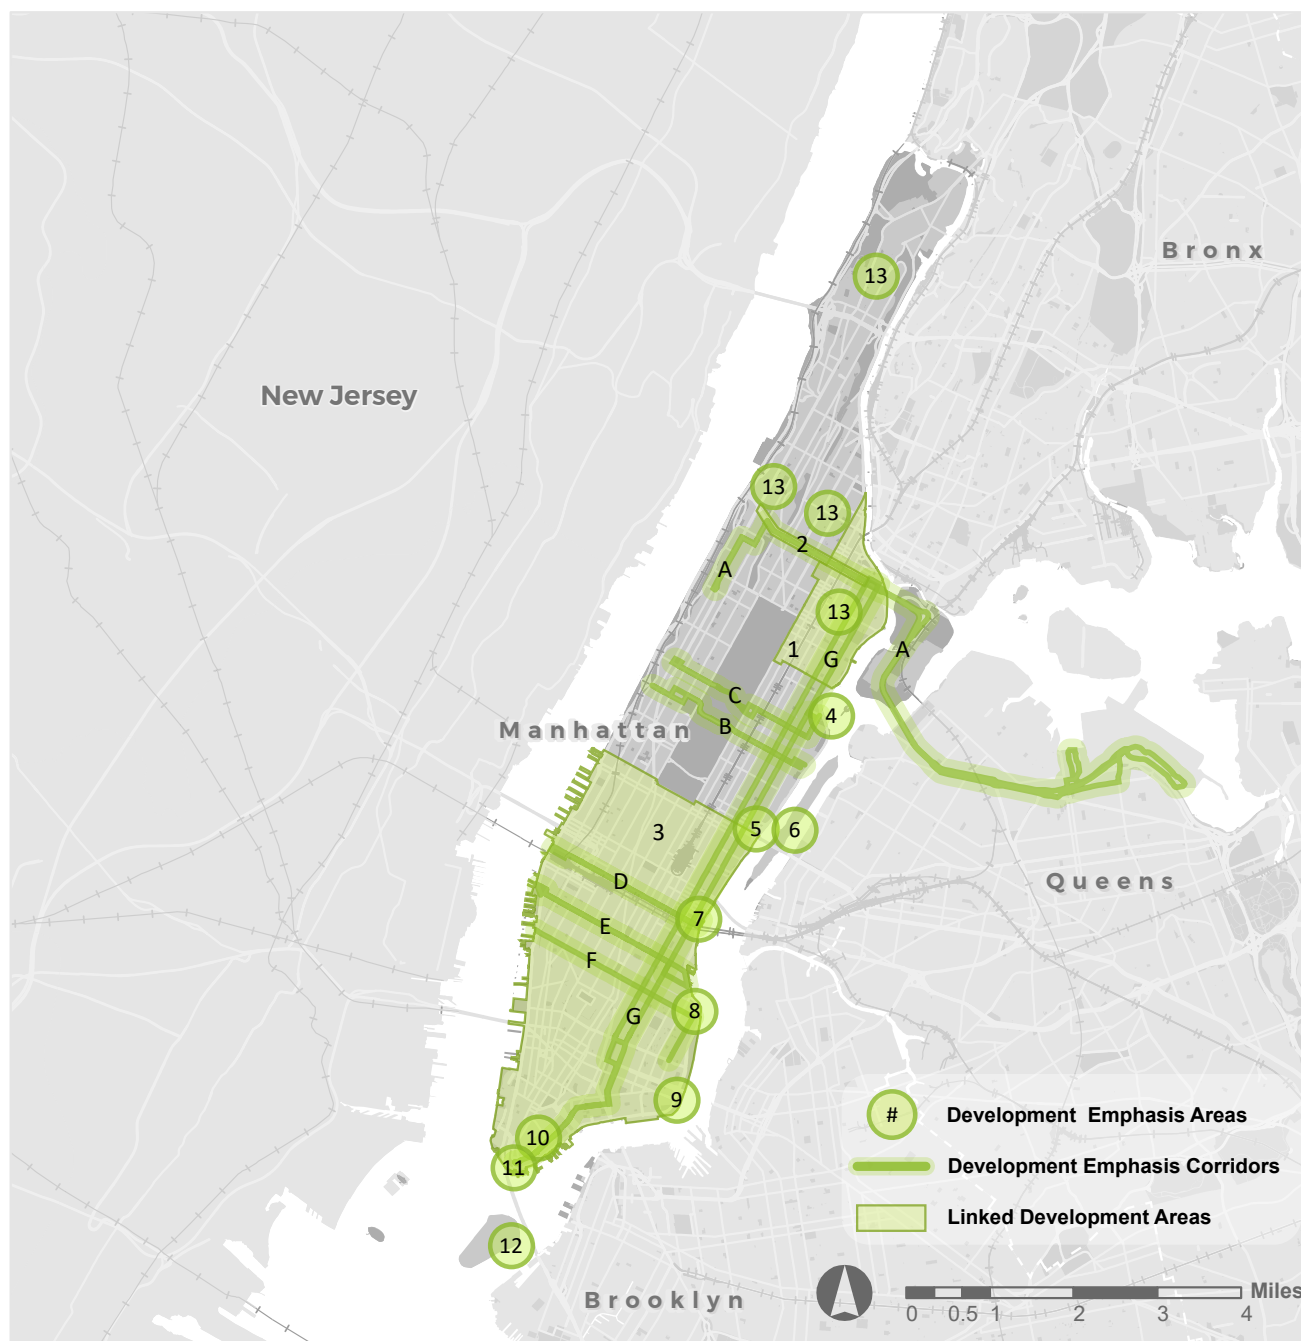 Bronx
13
New Jersey
13
13
2
A
13
1
G
A
C
4
B
Manhattan
3
5
6
D
Queens
7
E
F
8
G
9
# Development Emphasis Areas
10
Development Emphasis Corridors
11
Linked Development Areas
12
Brooklyn
Miles
0 0.5 1 2 3 4